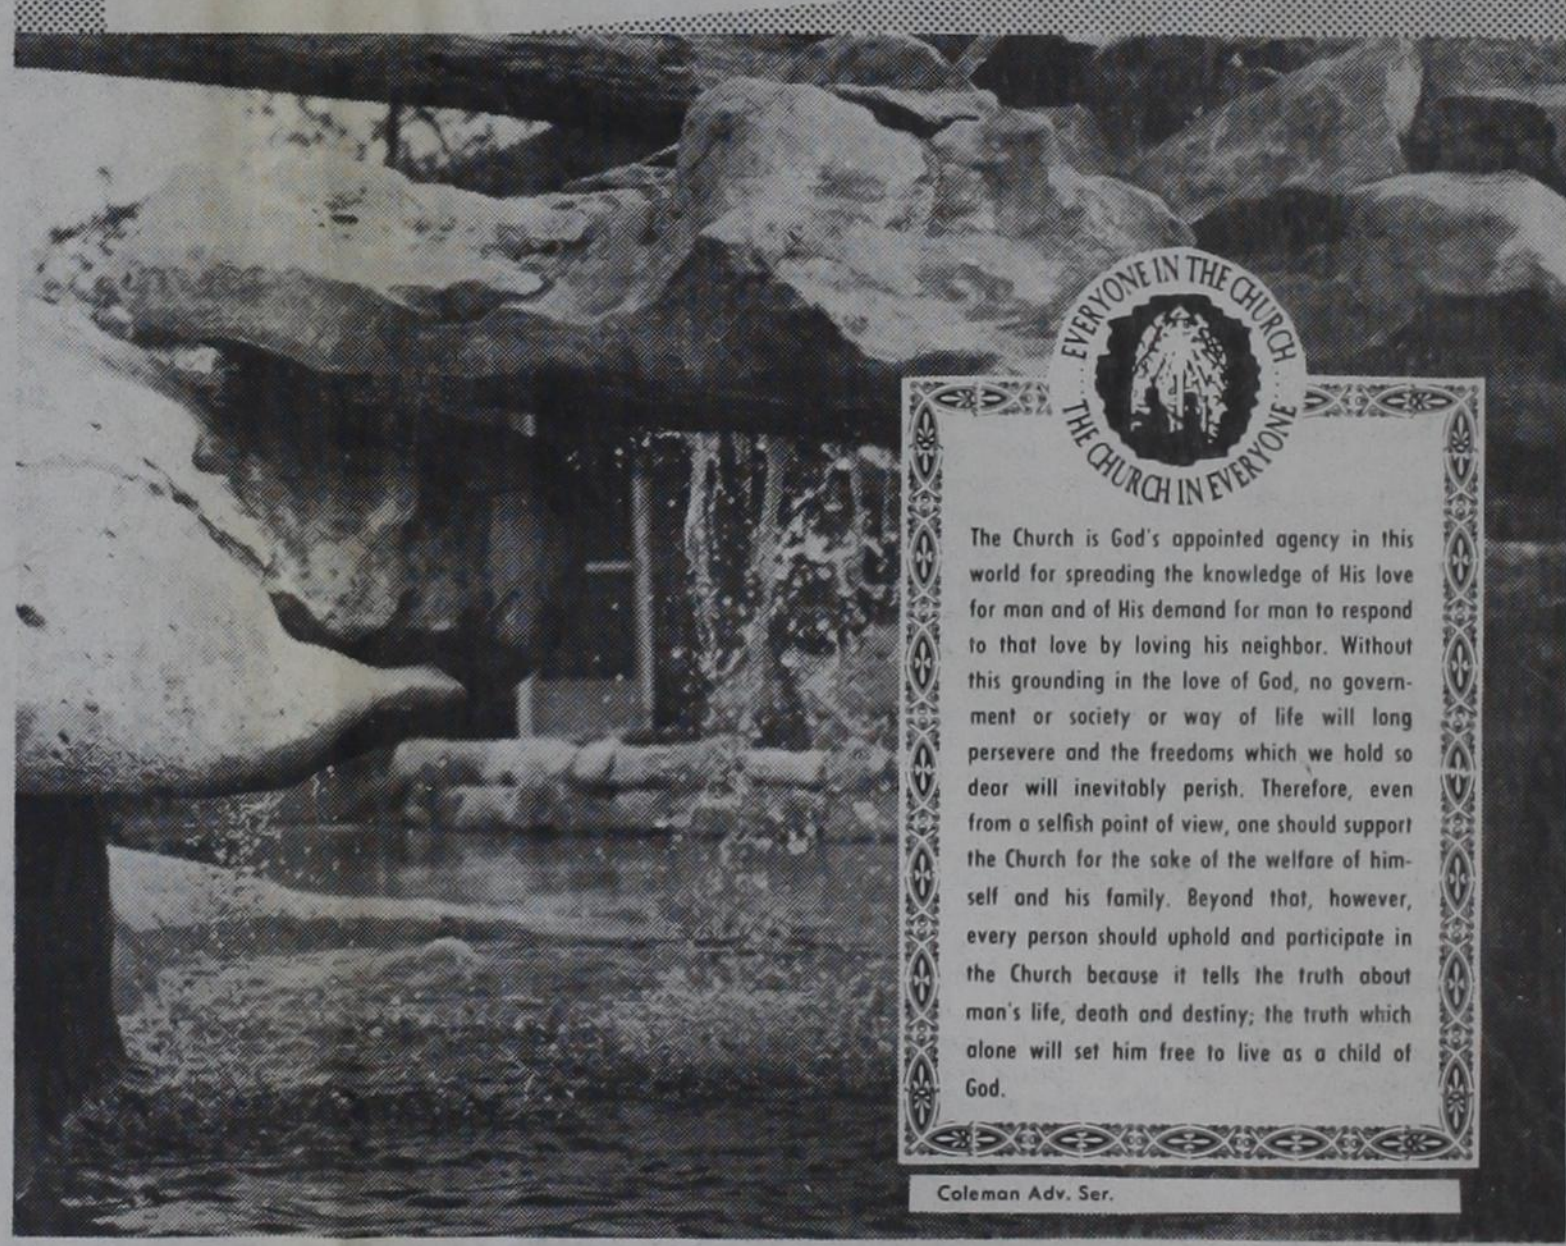 EVERYONE IN THE CHURCH
THE CHURCH IN EVERYONE
The Church is God's appointed agency in this
world for spreading the knowledge of His love
for man and of His demand for man to respond
to that love by loving his neighbor. Without
this grounding in the love of God, no govern-
ment or society or way of life will long
persevere and the freedoms which we hold so
dear will inevitably perish. Therefore, even
from a selfish point of view, one should support
the Church for the sake of the welfare of him-
self and his family. Beyond that, however,
every person should uphold and participate in
the Church because it tells the truth about
man's life, death and destiny; the truth which
alone will set him free to live as a child of
God.
Coleman Adv. Ser.